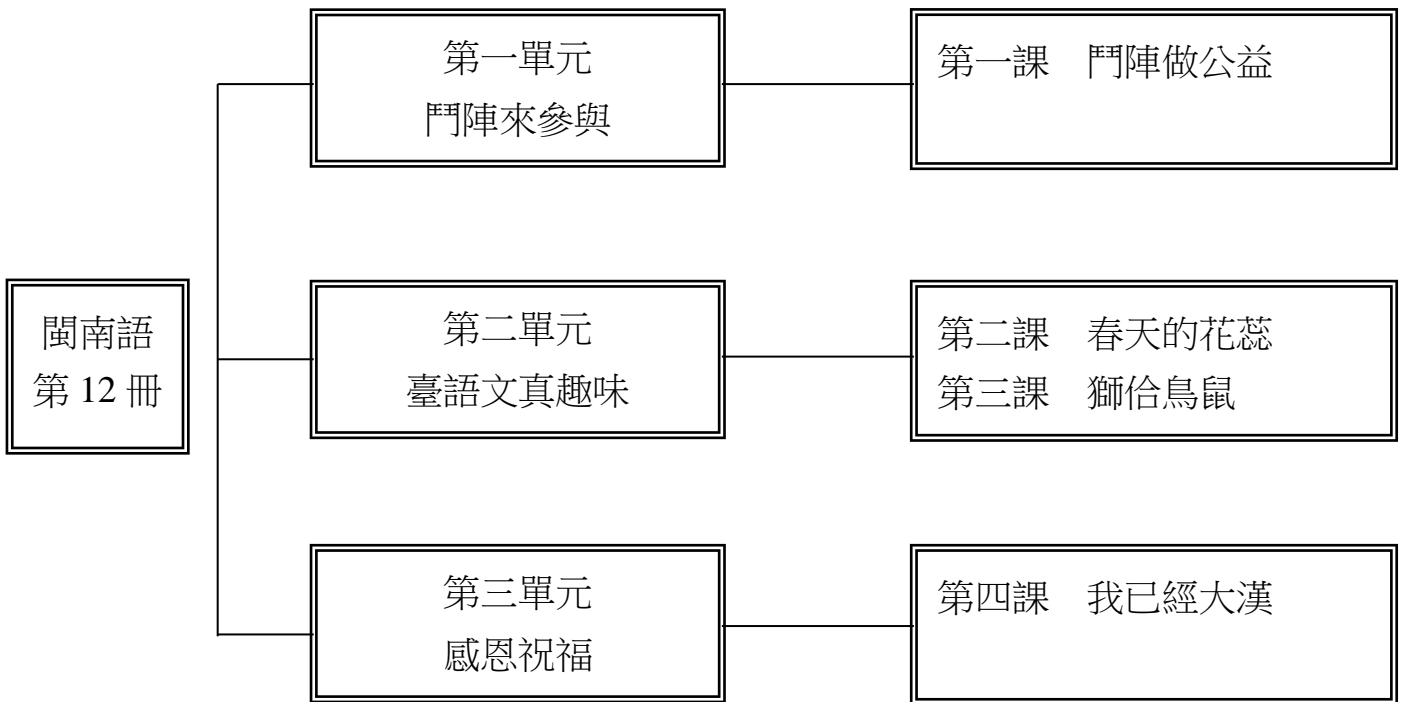 第一單元
鬥陣來參與
第一課　鬥陣做公益
閩南語
第 12 冊
第二單元
臺語文真趣味
第二課　春天的花蕊
第三課　獅佮鳥鼠
第三單元
感恩祝福
第四課　我已經大漢